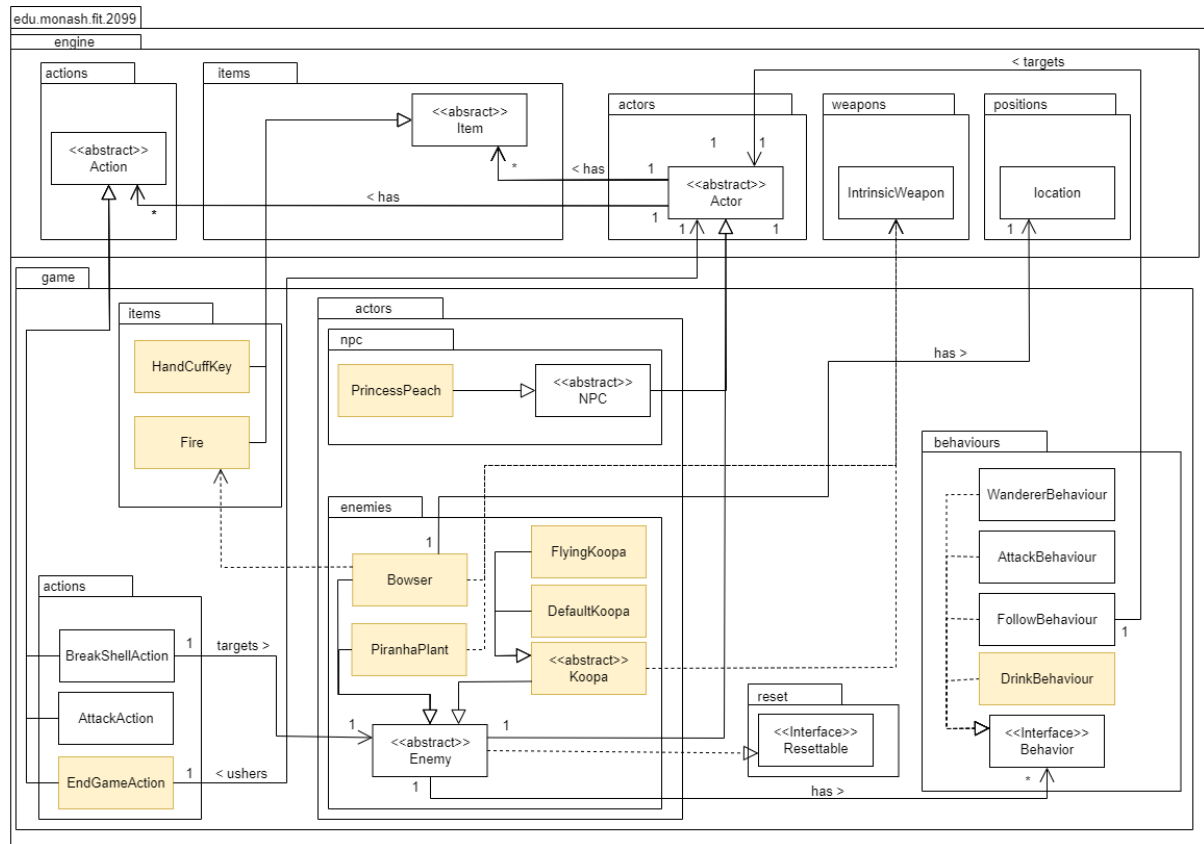 edu.monash.fit.2099
engine
actions
items
< targets
actors
weapons
positions
<<absract>>
Item
<<abstract>>
Action
1
1
< has
*
1
<<abstract>>
Actor
IntrinsicWeapon
location
< has
*
1
1
1
1
game
items
actors
npc
HandCuffKey
has >
PrincessPeach
<<abstract>>
NPC
Fire
behaviours
WandererBehaviour
enemies
1
FlyingKoopa
AttackBehaviour
Bowser
actions
DefaultKoopa
FollowBehaviour
1
BreakShellAction
1
targets >
PiranhaPlant
<<abstract>>
Koopa
DrinkBehaviour
reset
AttackAction
1
<<abstract>>
Enemy
1
<<Interface>>
Resettable
<<Interface>>
Behavior
EndGameAction
1
< ushers
1
has >
*